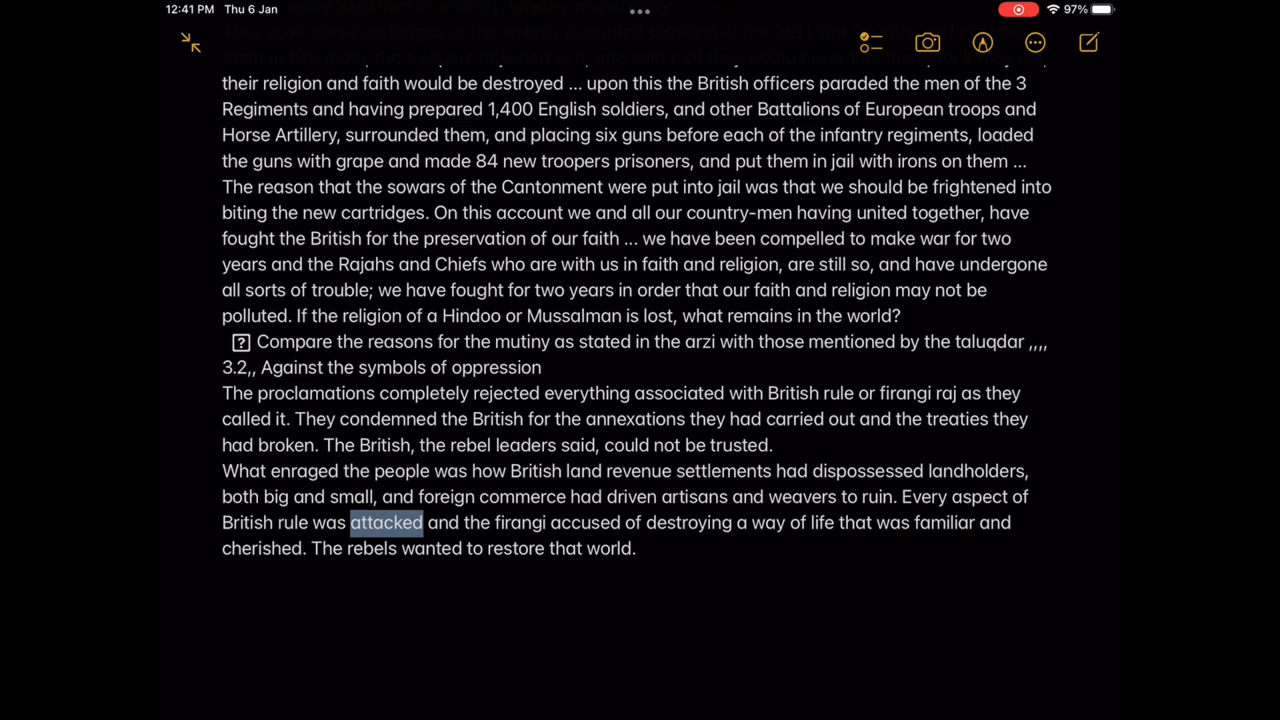 12:41 PM Thu 6 Jan
97%
their religion and faith would be destroyed ... upon this the British officers paraded the men of the 3
Regiments and having prepared 1,400 English soldiers, and other Battalions of European troops and
Horse Artillery, surrounded them, and placing six guns before each of the infantry regiments, loaded
the guns with grape and made 84 new troopers prisoners, and put them in jail with irons on them ...
The reason that the sowars of the Cantonment were put into jail was that we should be frightened into
biting the new cartridges. On this account we and all our country-men having united together, have
fought the British for the preservation of our faith ... we have been compelled to make war for two
years and the Rajahs and Chiefs who are with us in faith and religion, are still so, and have undergone
all sorts of trouble; we have fought for two years in order that our faith and religion may not be
polluted. If the religion of a Hindoo or Mussalman is lost, what remains in the world?
? Compare the reasons for the mutiny as stated in the arzi with those mentioned by the taluqdar ,,,,
3.2,, Against the symbols of oppression
The proclamations completely rejected everything associated with British rule or firangi raj as they
called it. They condemned the British for the annexations they had carried out and the treaties they
had broken. The British, the rebel leaders said, could not be trusted.
What enraged the people was how British land revenue settlements had dispossessed landholders,
both big and small, and foreign commerce had driven artisans and weavers to ruin. Every aspect of
British rule was attacked and the firangi accused of destroying a way of life that was familiar and
cherished. The rebels wanted to restore that world.